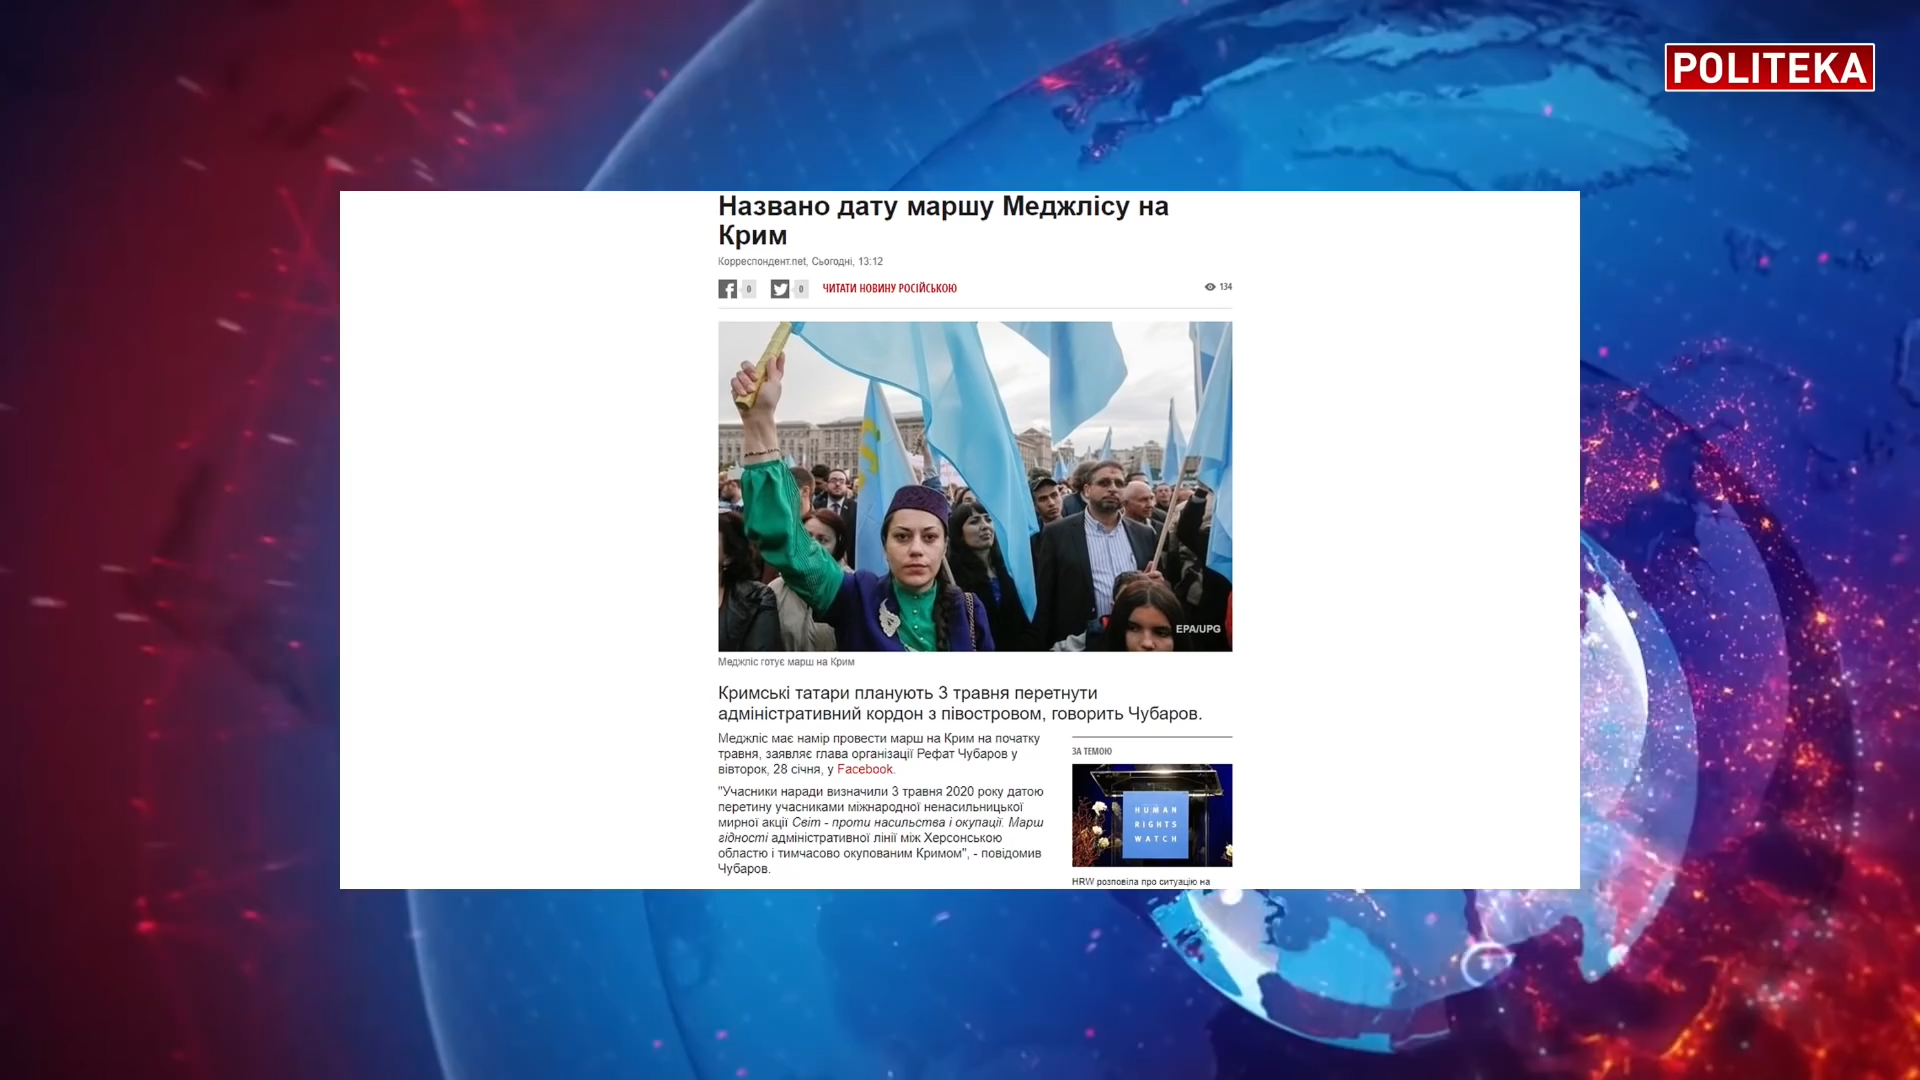 POLITEKA
Названо дату маршу Меджлісу на
Крим
Корреспондент.net, Сьогодні, 13:12
0
0
ЧИТАТИ НОВИНУ РОСІЙСЬКОЮ
134
EPA/UPG
Меджліс готує марш на Крим
Кримські татари планують 3 травня перетнути
адміністративний кордон з півостровом, говорить Чубаров.
Меджліс має намір провести марш на Крим на початку
травня, заявляє глава організації Рефат Чубаров у
вівторок, 28 січня, у Facebook.
"Учасники наради визначили 3 травня 2020 року датою
перетину учасниками міжнародної ненасильницької
мирної акції Світ - проти насильства і окупації. Марш
гідності адміністративної лінії між Херсонською
областю і тимчасово окупованим Кримом", - повідомив
Чубаров.
ЗА ТЕМОЮ
HUMAN
RIGHTS
WATCH
HRW розповіла про ситуацію на